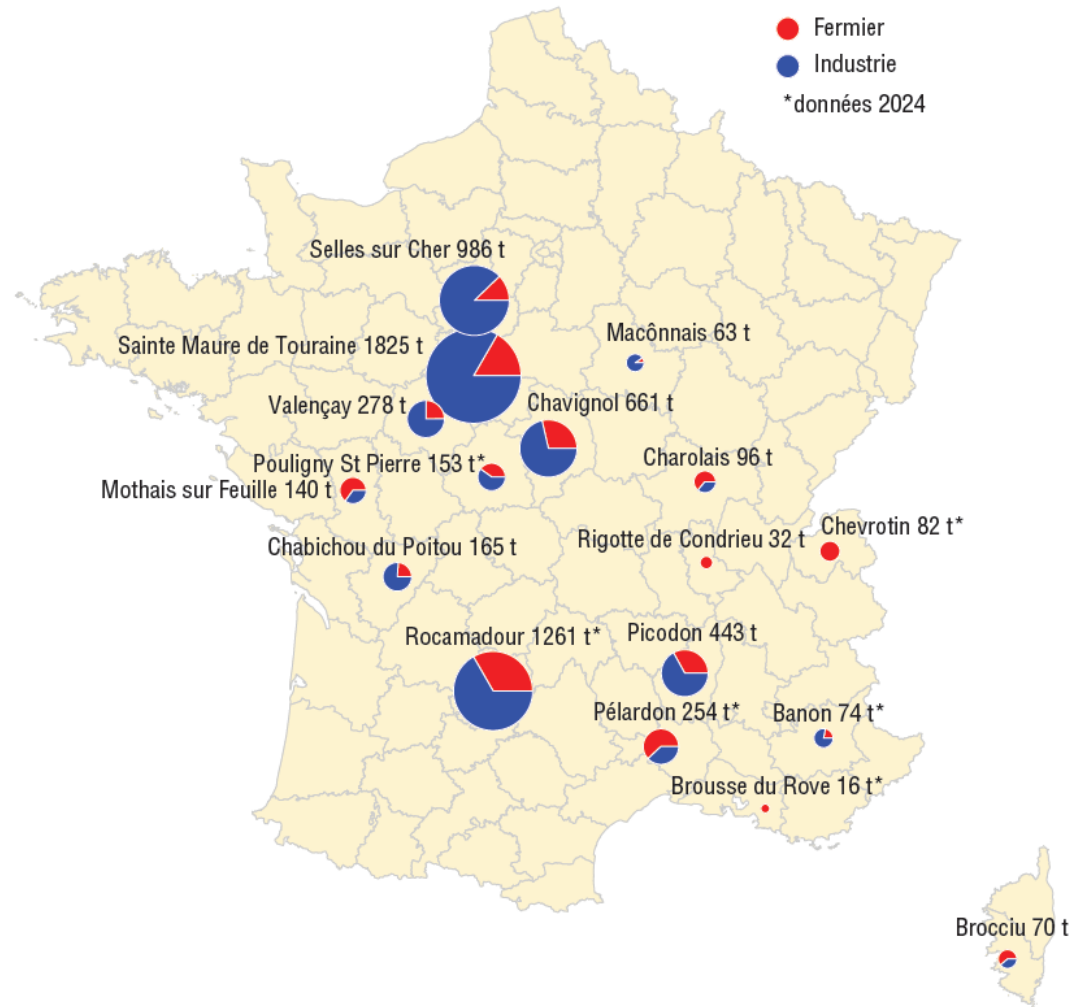 Fermier
Industrie
*données 2024
Selles sur Cher 986 t
Macônnais 63 t
Sainte Maure de Touraine 1825 t
Valençay 278 t
Chavignol 661 t
Pouligny St Pierre 153 t*
Charolais 96 t
Mothais sur Feuille 140 t
Chevrotin 82 t*
Rigotte de Condrieu 32 t
Chabichou du Poitou 165 t
Rocamadour 1261 t*
Picodon 443 t
Pélardon 254 t*
Banon 74 t*
Brousse du Rove 16 t*
Brocciu 70 t